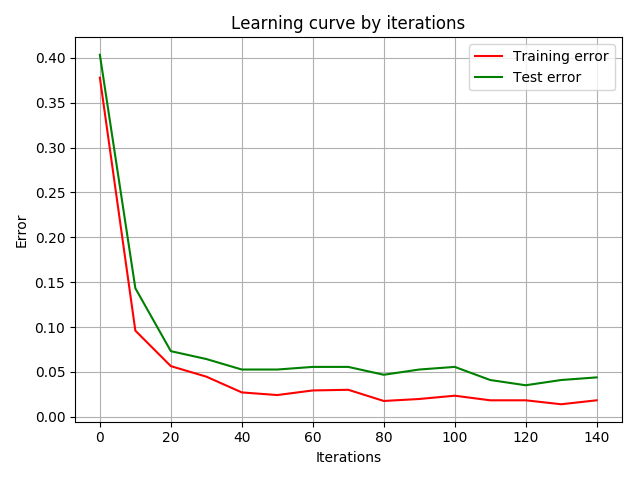 Learning curve by iterations
Training error
Test error
0.40
0.35
0.30
0.25
0.20
0.15
0.10
0.05
0.00
Error
0 20 40 60 80 100 120 140
Iterations